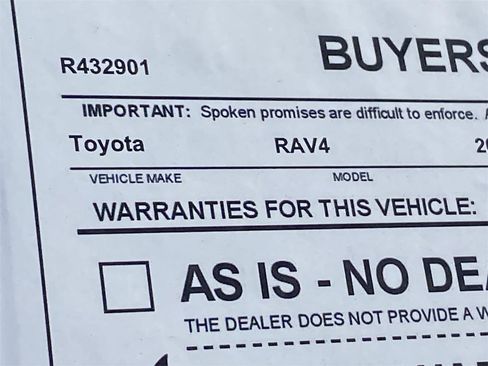 R432901
BUYERS
IMPORTANT: Spoken promises are difficult to enforce.
Toyota RAV4
VEHICLE MAKE MODEL
WARRANTIES FOR THIS VEHICLE:
AS IS - NO
THE DEALER DOES NOT PROVIDE A